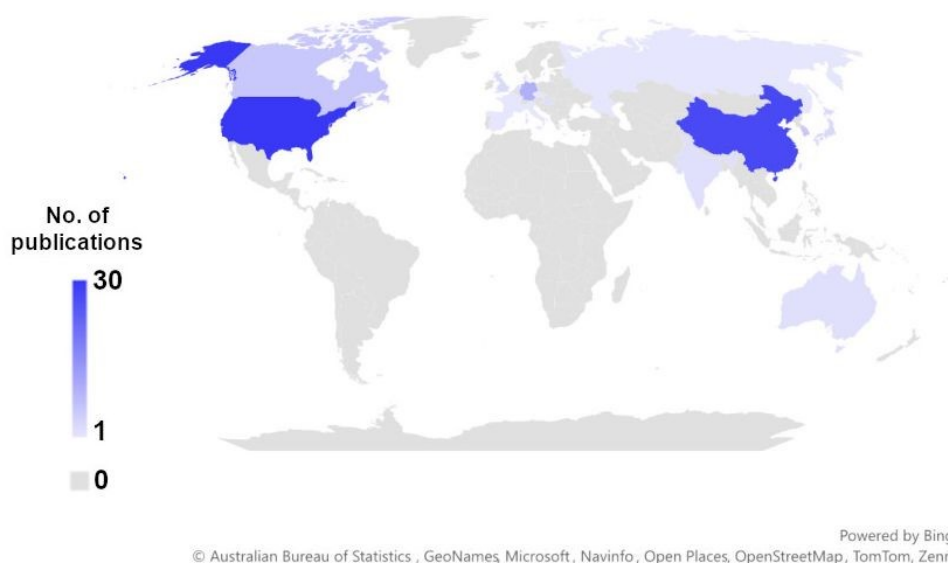 No. of
publications
30
1
0
Powered by Bing
© Australian Bureau of Statistics, GeoNames, Microsoft, Navinfo, Open Places, OpenStreetMap, TomTom, Zenr